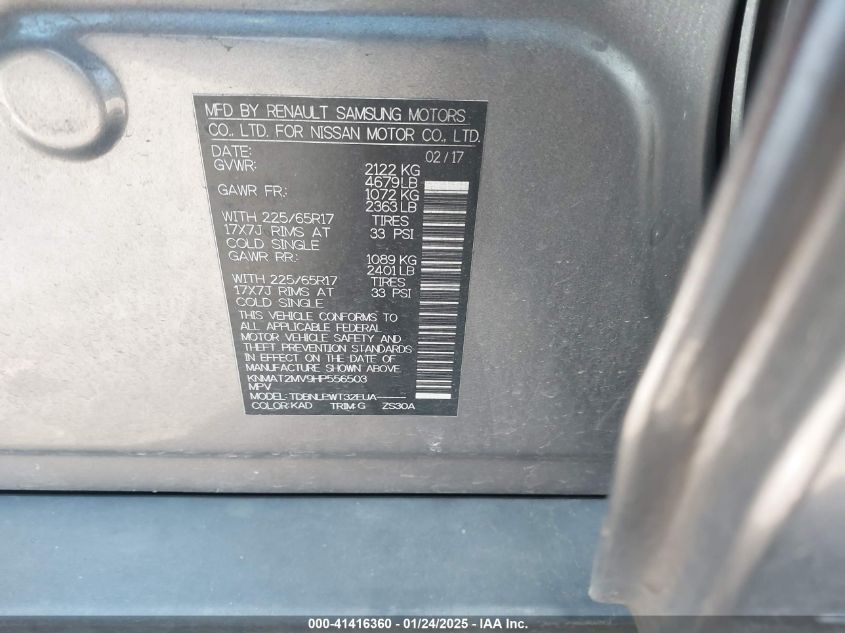 MFD BY RENAULT SAMSUNG MOTORS
CO., LTD. FOR NISSAN MOTOR CO., LTD.
DATE: 02/17
GVWR: 2122 KG
4679 LB
GAWR FR: 1072 KG
2363 LB
WITH 225/65R17 TIRES
17X7J RIMS AT 33 PSI
COLD SINGLE
GAWR RR: 1089 KG
2401 LB
WITH 225/65R17 TIRES
17X7J RIMS AT 33 PSI
COLD SINGLE
THIS VEHICLE CONFORMS TO
ALL APPLICABLE FEDERAL
MOTOR VEHICLE SAFETY AND
THEFT PREVENTION STANDARDS
IN EFFECT ON THE DATE OF
MANUFACTURE SHOWN ABOVE
KNMAT2MV9HP556503
MPV
MODEL:
COLOR: KAD TRIM: G ZS30A
000-41416360 | 01/24/2025 | © IAA Inc.